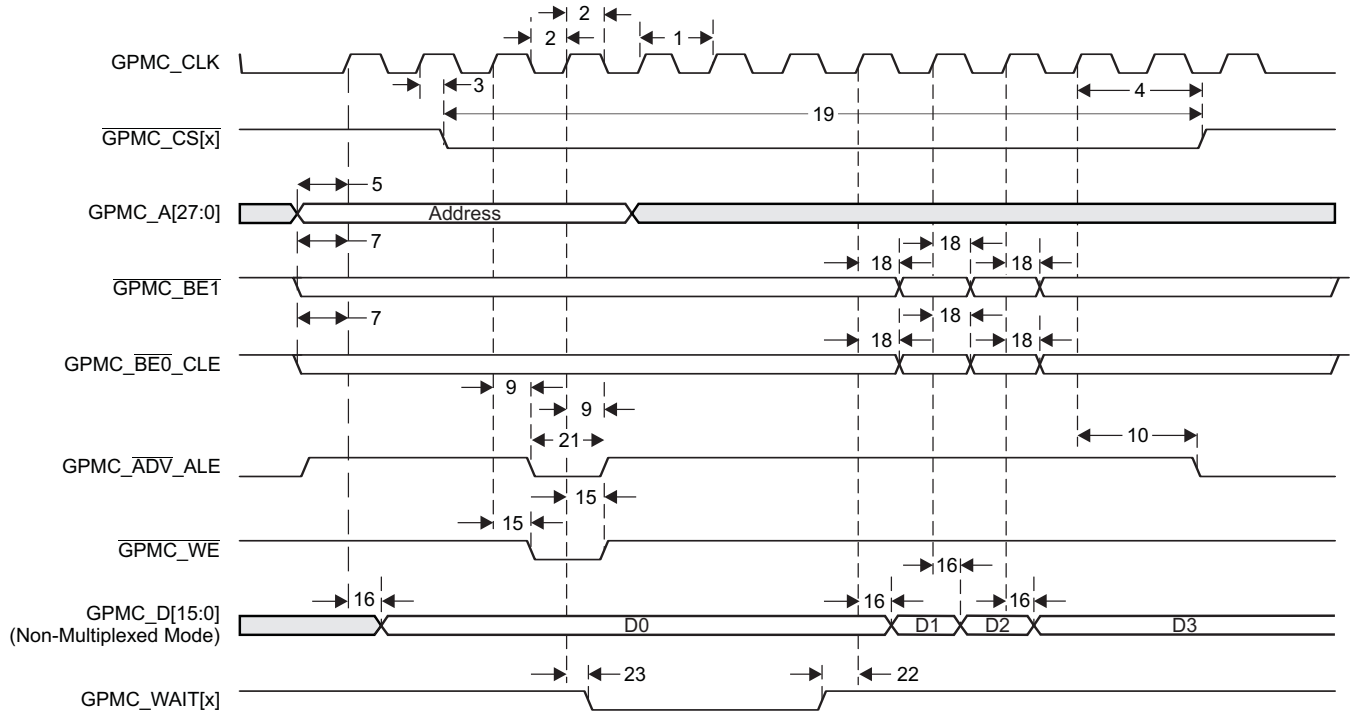 2
2
1
GPMC_CLK
3
4
19
GPMC_CS[x]
5
GPMC_A[27:0]
Address
7
18
18
18
GPMC_BE1
7
18
18
18
GPMC_BE0_CLE
9
9
21
10
GPMC_ADV_ALE
15
15
GPMC_WE
16
16
16
16
GPMC_D[15:0]
(Non-Multiplexed Mode)
D0
D1
D2
D3
23
22
GPMC_WAIT[x]